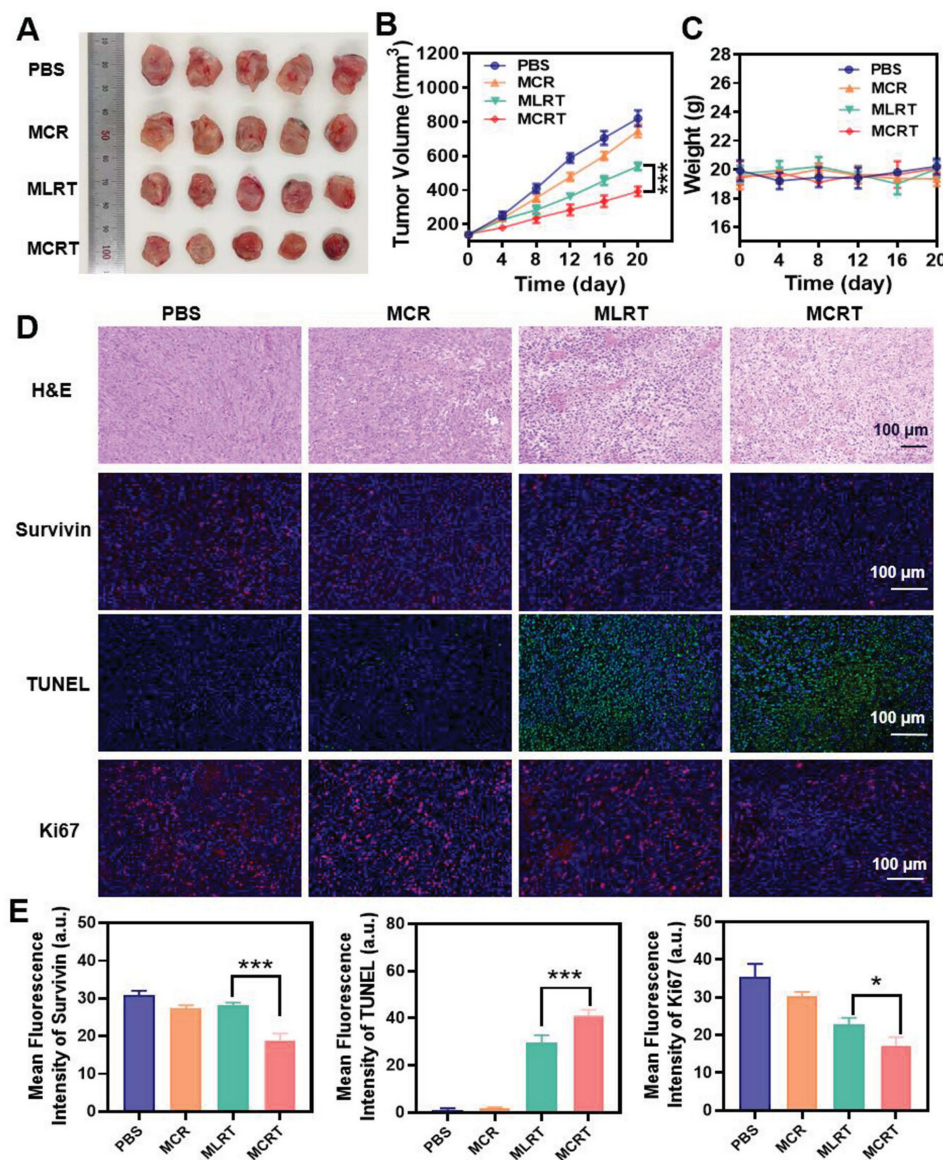 A
PBS
MCR
MLRT
MCRT
50
100
B
Tumor Volume (mm³)
1200
1000
800
600
400
200
PBS
MCR
MLRT
MCRT
***
0 4 8 12 16 20
Time (day)
C
Weight (g)
28
26
24
22
20
18
16
PBS
MCR
MLRT
MCRT
0 4 8 12 16 20
Time (day)
D
PBS MCR MLRT MCRT
H&E
100 µm
Survivin
100 µm
TUNEL
100 µm
Ki67
100 µm
E
Mean Fluorescence
Intensity of Survivin (a.u.)
50
40
30
20
10
0
***
PBS MCR MLRT MCRT
Mean Fluorescence
Intensity of TUNEL (a.u.)
80
60
40
20
0
***
PBS MCR MLRT MCRT
Mean Fluorescence
Intensity of Ki67 (a.u.)
50
40
30
20
10
0
*
PBS MCR MLRT MCRT